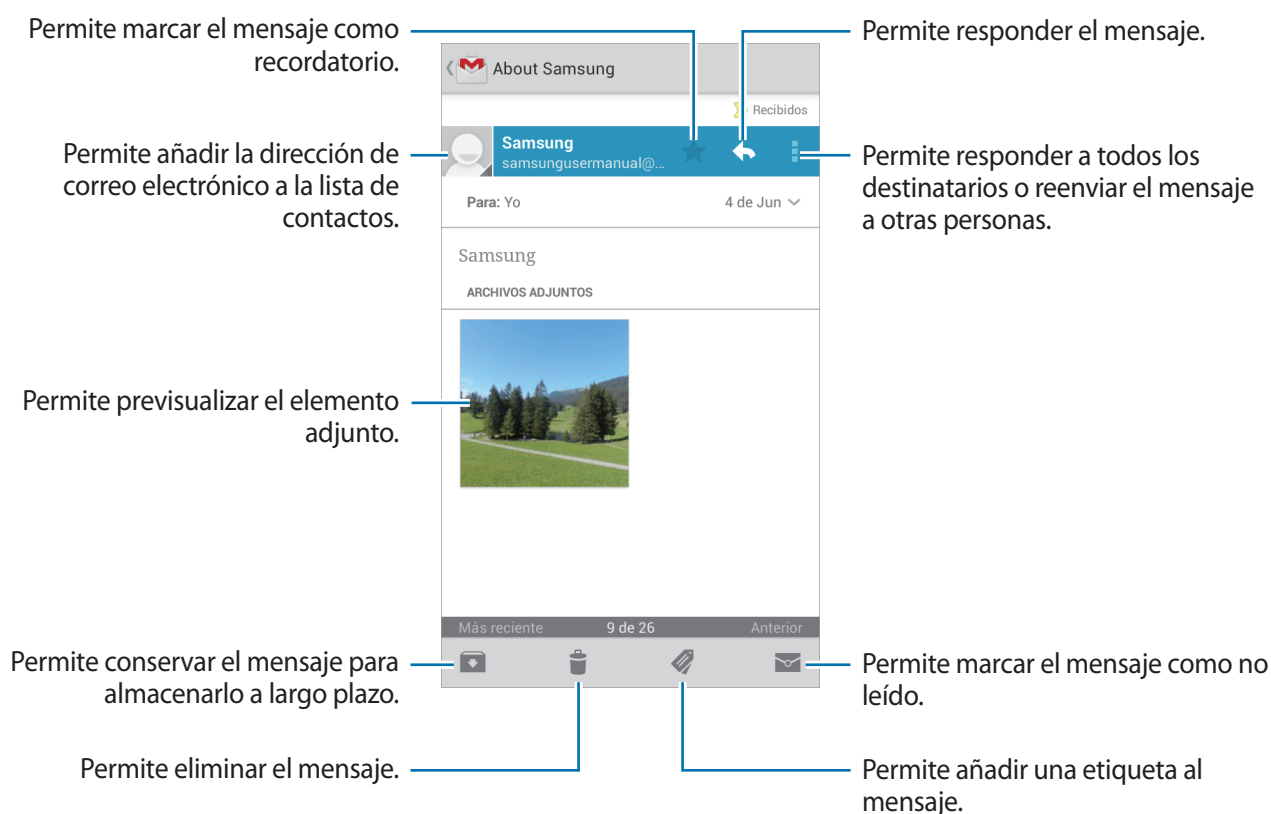 Permite marcar el mensaje como
recordatorio.
Permite responder el mensaje.
About Samsung
Recibidos
Samsung
samsungusermanual@...
Permite añadir la dirección de
correo electrónico a la lista de
contactos.
Permite responder a todos los
destinatarios o reenviar el mensaje
a otras personas.
Para: Yo
4 de Jun
Samsung
ARCHIVOS ADJUNTOS
Permite previsualizar el elemento
adjunto.
Más reciente
9 de 26
Anterior
Permite conservar el mensaje para
almacenarlo a largo plazo.
Permite marcar el mensaje como no
leído.
Permite eliminar el mensaje.
Permite añadir una etiqueta al
mensaje.